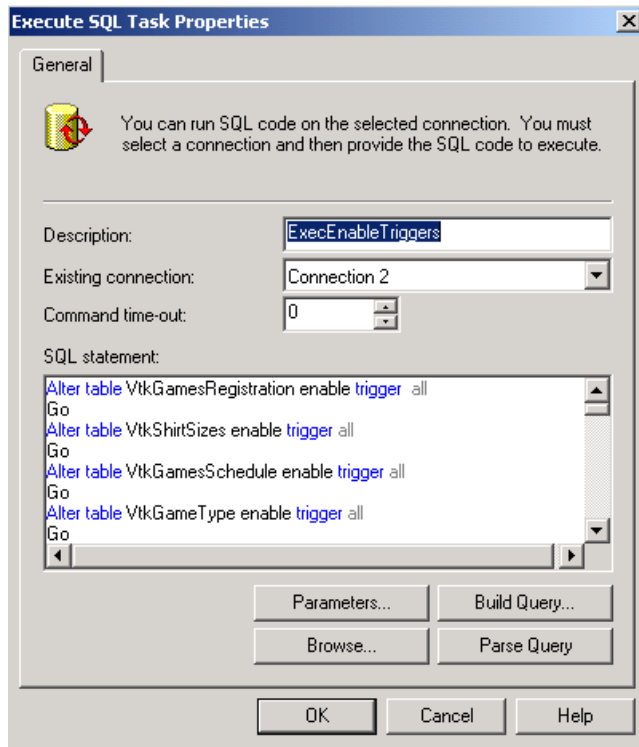 Execute SQL Task Properties
General
You can run SQL code on the selected connection. You must
select a connection and then provide the SQL code to execute.
Description:
ExecEnableTriggers
Existing connection:
Connection 2
Command time-out:
0
SQL statement:
Alter table VtkGamesRegistration enable trigger all
Go
Alter table VtkShirtSizes enable trigger all
Go
Alter table VtkGamesSchedule enable trigger all
Go
Alter table VtkGameType enable trigger all
Go
Parameters...
Build Query...
Browse...
Parse Query
OK
Cancel
Help